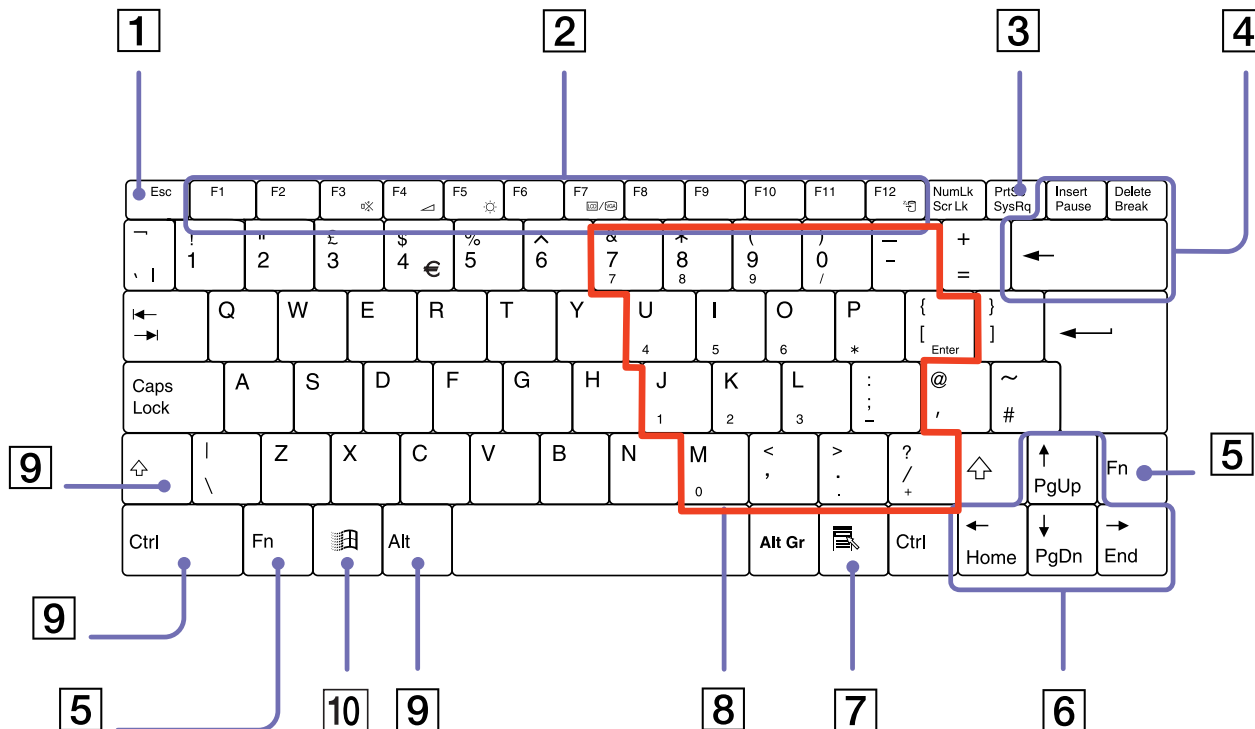 1 2 3 4
Esc F1 F2 F3 F4 F5 F6 F7 LCD/VGA F8 F9 F10 F11 F12 NumLk PrtSc Insert Delete
Scr Lk SysRq Pause Break
¬ ! " £ $ % ^ & * ( ) _ +
` ¦ 1 2 3 4 € 5 6 7 8 9 0 - =
7 8 9 /
Q W E R T Y U I O P { }
[ ]
4 5 6 * Enter
Caps A S D F G H J K L : @ ~
Lock ; ' #
1 2 3 -
9 | Z X C V B N M < > ? Fn 5
\ , . / PgUp
0 . +
Ctrl Fn Alt Alt Gr Ctrl Home PgDn End
9
5 10 9 8 7 6